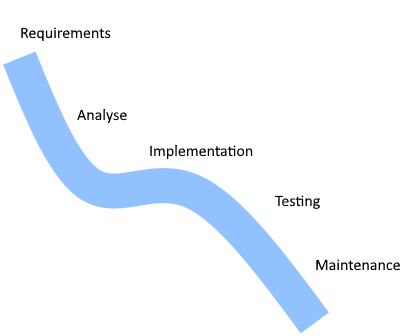 Requirements
Analyse
Implementation
Testing
Maintenance